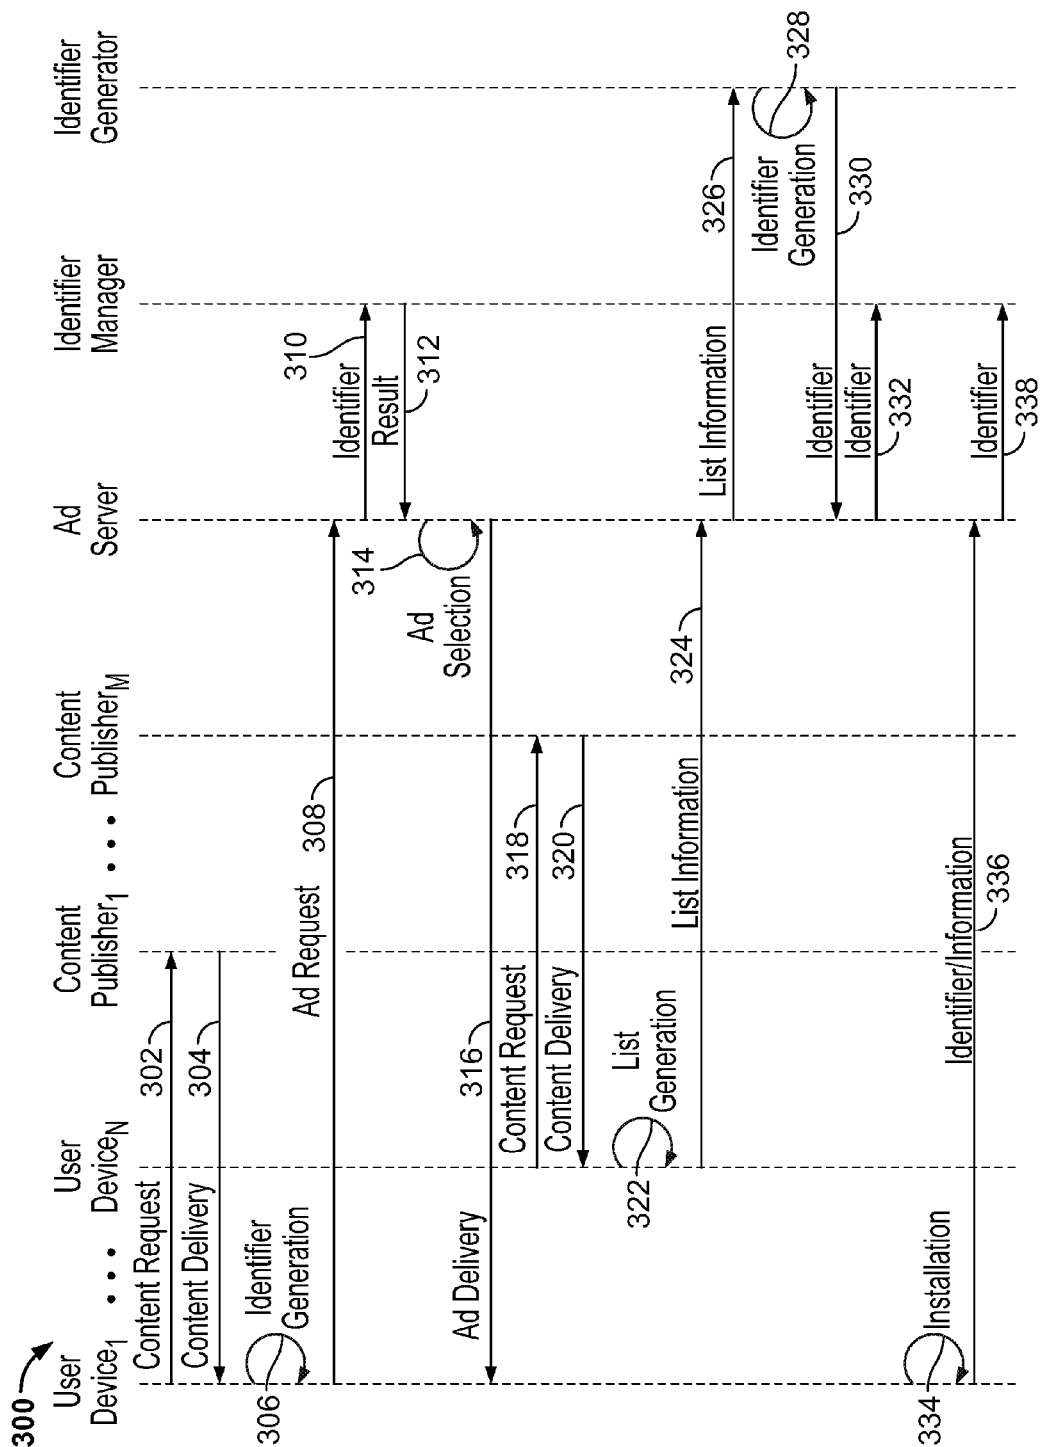 300
User
Device1
• • •
User
DeviceN
Content
Publisher1
• • •
Content
PublisherM
Ad
Server
Identifier
Manager
Identifier
Generator
Content Request
302
Content Delivery
304
306
Identifier
Generation
Ad Request
308
Identifier
310
Result
312
314
Ad
Selection
Ad Delivery
316
Content Request
318
Content Delivery
320
322
List
Generation
List Information
324
List Information
326
Identifier
Generation
328
Identifier
330
Identifier
332
334
Installation
Identifier/Information
336
Identifier
338